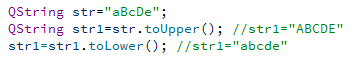 QString str="aBcDe";
QString str1=str.toUpper(); //str1="ABCDE"
str1=str1.toLower(); //str1="abcde"